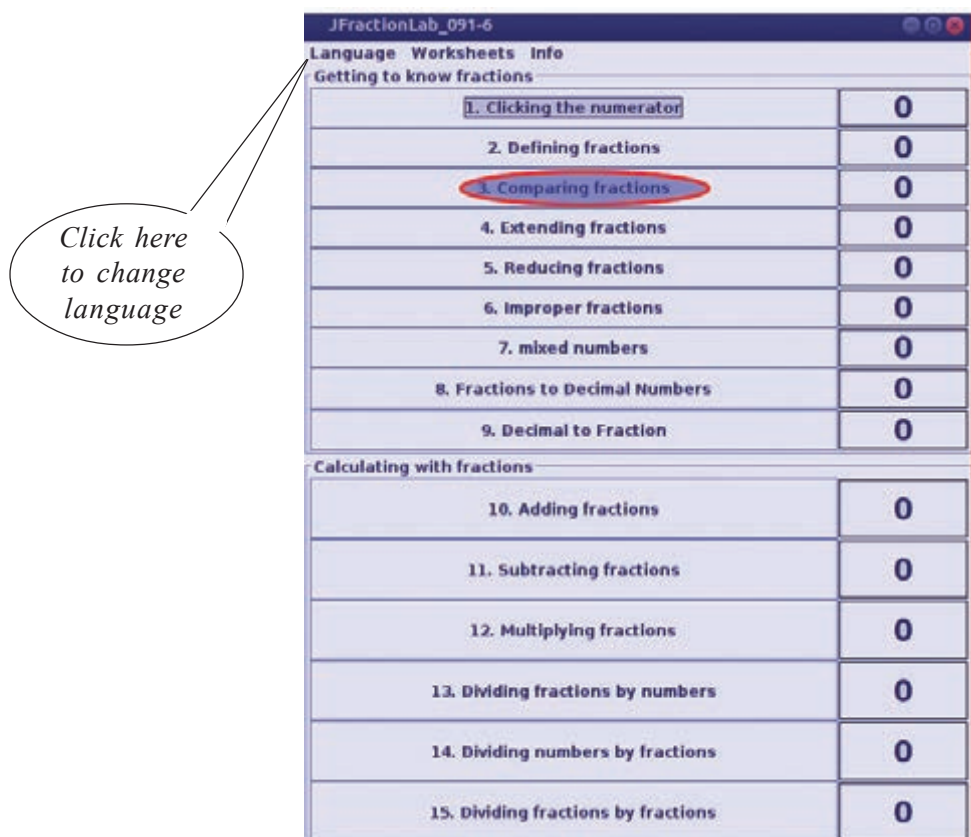 JFractionLab_091-6
Language Worksheets Info
Getting to know fractions
1. Clicking the numerator 0
2. Defining fractions 0
3. Comparing fractions 0
4. Extending fractions 0
5. Reducing fractions 0
6. Improper fractions 0
7. mixed numbers 0
8. Fractions to Decimal Numbers 0
9. Decimal to Fraction 0
Calculating with fractions
10. Adding fractions 0
11. Subtracting fractions 0
12. Multiplying fractions 0
13. Dividing fractions by numbers 0
14. Dividing numbers by fractions 0
15. Dividing fractions by fractions 0
Click here
to change
language